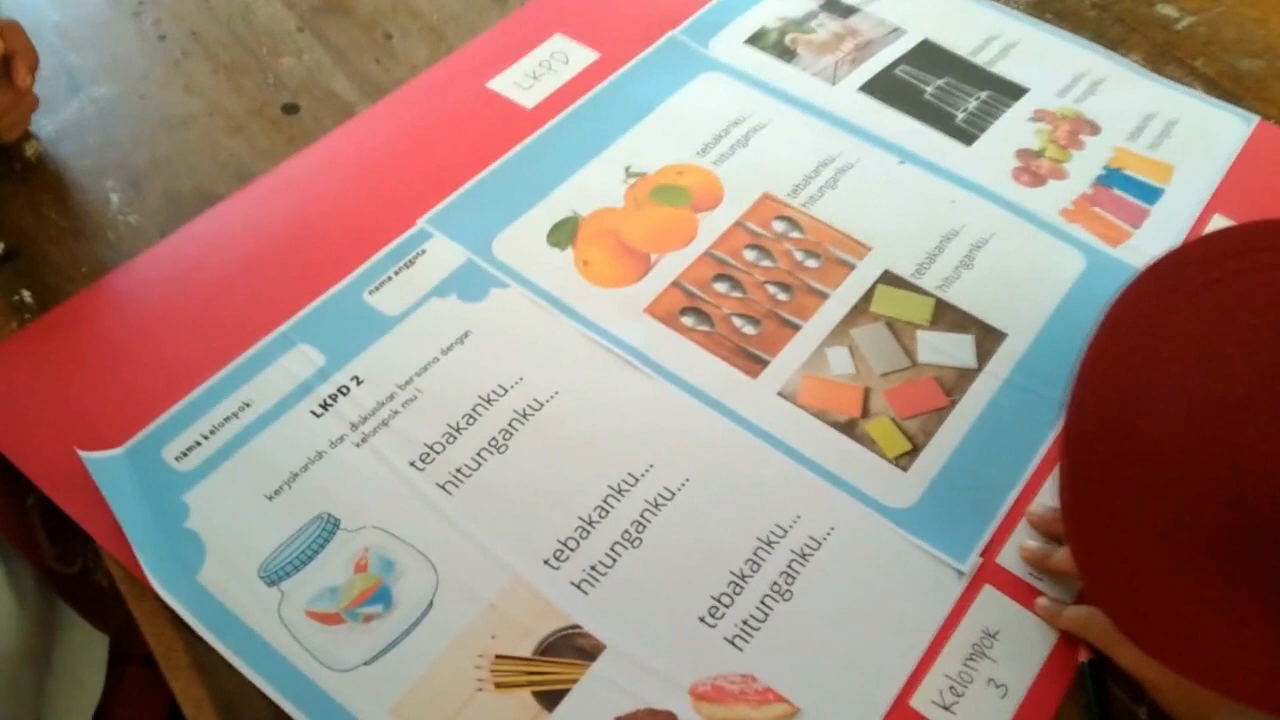 LKPD
nama kelompok:
nama anggota
LKPD 2
kerjakanlah dan diskusikan bersama dengan
kelompok mu !
tebakanku...
hitunganku...
tebakanku...
hitunganku...
tebakanku...
hitunganku...
tebakanku...
hitunganku...
tebakanku...
hitunganku...
tebakanku...
hitunganku...
Kelompok
3